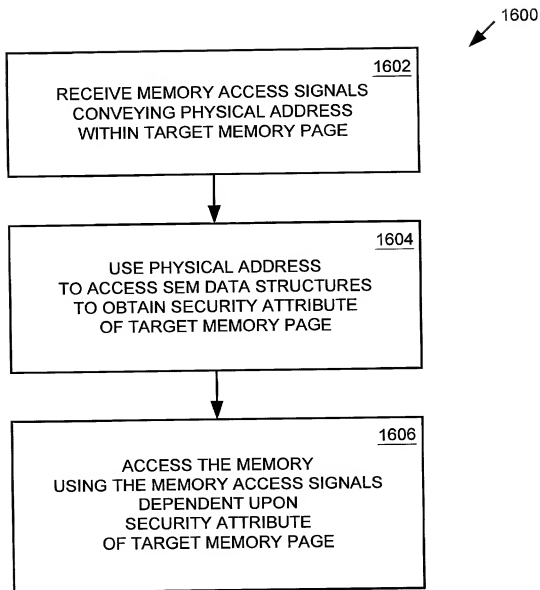 1600
1602
RECEIVE MEMORY ACCESS SIGNALS
CONVEYING PHYSICAL ADDRESS
WITHIN TARGET MEMORY PAGE
1604
USE PHYSICAL ADDRESS
TO ACCESS SEM DATA STRUCTURES
TO OBTAIN SECURITY ATTRIBUTE
OF TARGET MEMORY PAGE
1606
ACCESS THE MEMORY
USING THE MEMORY ACCESS SIGNALS
DEPENDENT UPON
SECURITY ATTRIBUTE
OF TARGET MEMORY PAGE